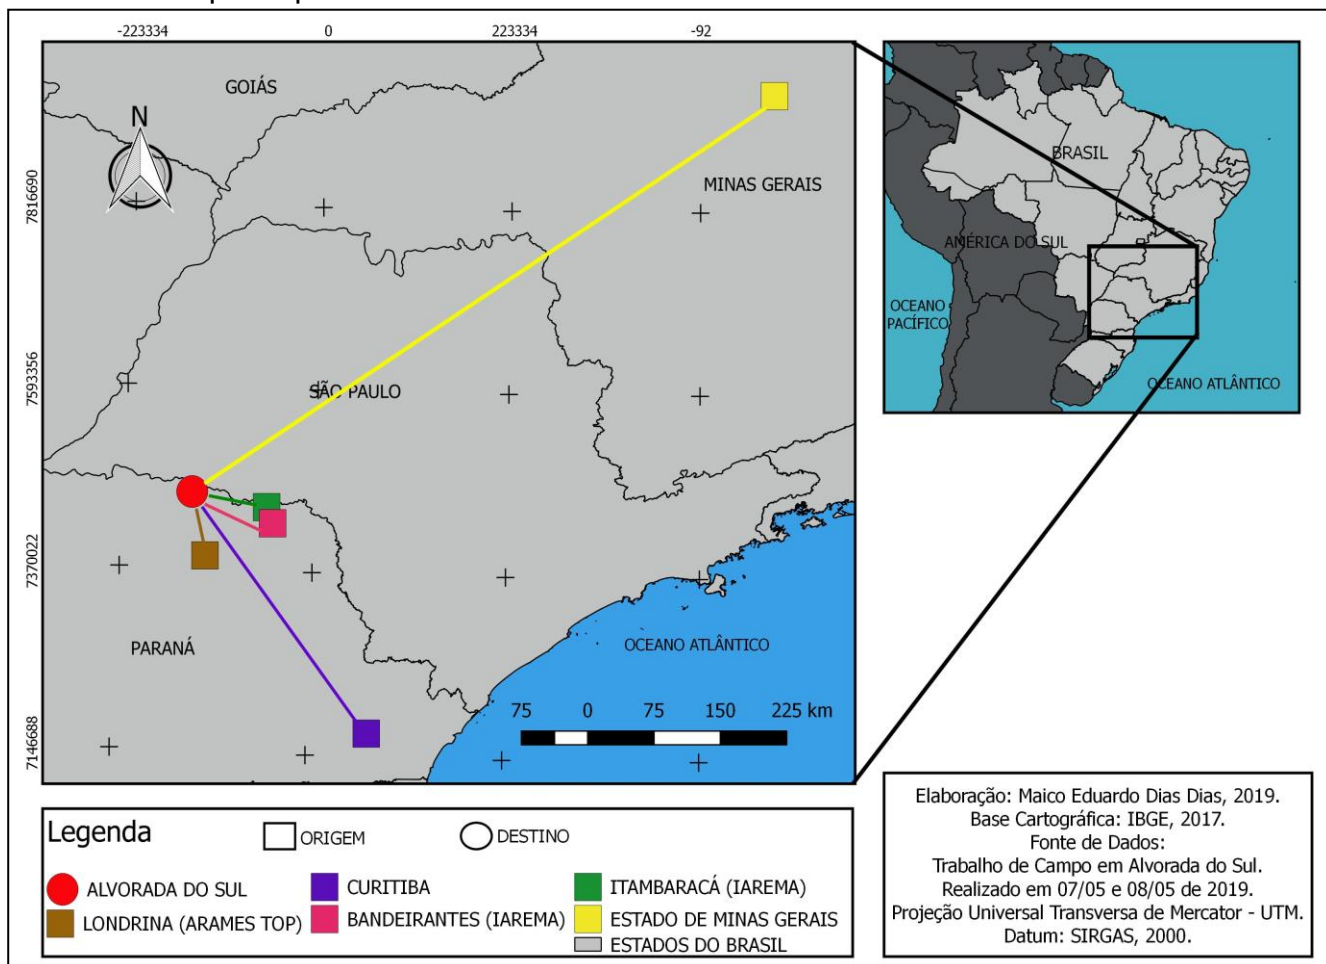 -223334 0 223334 -92
7816690
7593356
7370022
7146688
GOIÁS
N
MINAS GERAIS
SÃO PAULO
PARANÁ
OCEANO ATLÂNTICO
75 0 75 150 225 km
BRASIL
AMÉRICA DO SUL
OCEANO
PACÍFICO
OCEANO ATLÂNTICO
Legenda
ORIGEM
DESTINO
ALVORADA DO SUL
CURITIBA
ITAMBARACÁ (IAREMA)
LONDRINA (ARAMES TOP)
BANDEIRANTES (IAREMA)
ESTADO DE MINAS GERAIS
ESTADOS DO BRASIL
Elaboração: Maico Eduardo Dias Dias, 2019.
Base Cartográfica: IBGE, 2017.
Fonte de Dados:
Trabalho de Campo em Alvorada do Sul.
Realizado em 07/05 e 08/05 de 2019.
Projeção Universal Transversa de Mercator - UTM.
Datum: SIRGAS, 2000.